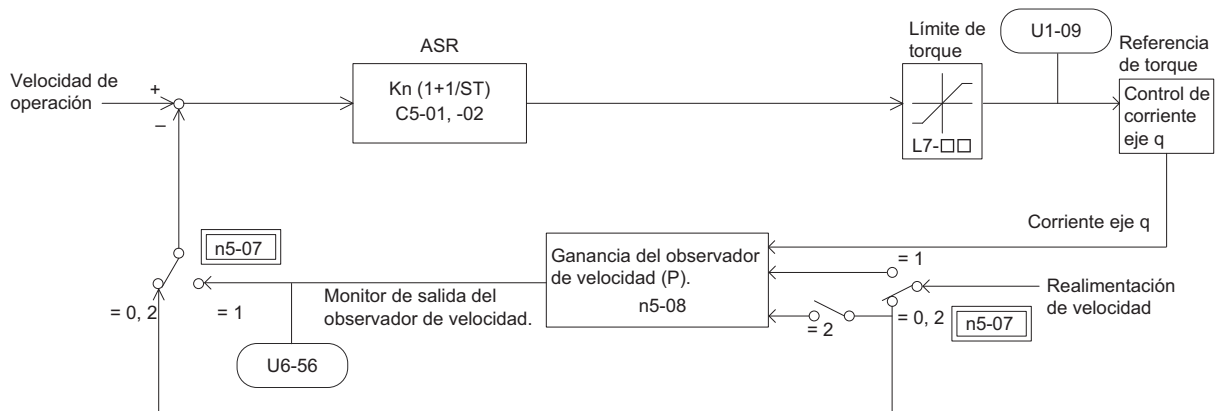 ASR
Velocidad de
operación
+
–
Kn (1+1/ST)
C5-01, -02
Límite de
torque
L7-□□
U1-09
Referencia
de torque
Control de
corriente
eje q
Corriente eje q
n5-07
= 0, 2
= 1
Monitor de salida del
observador de velocidad.
U6-56
Ganancia del observador
de velocidad (P).
n5-08
= 1
= 2
= 0, 2
n5-07
Realimentación
de velocidad